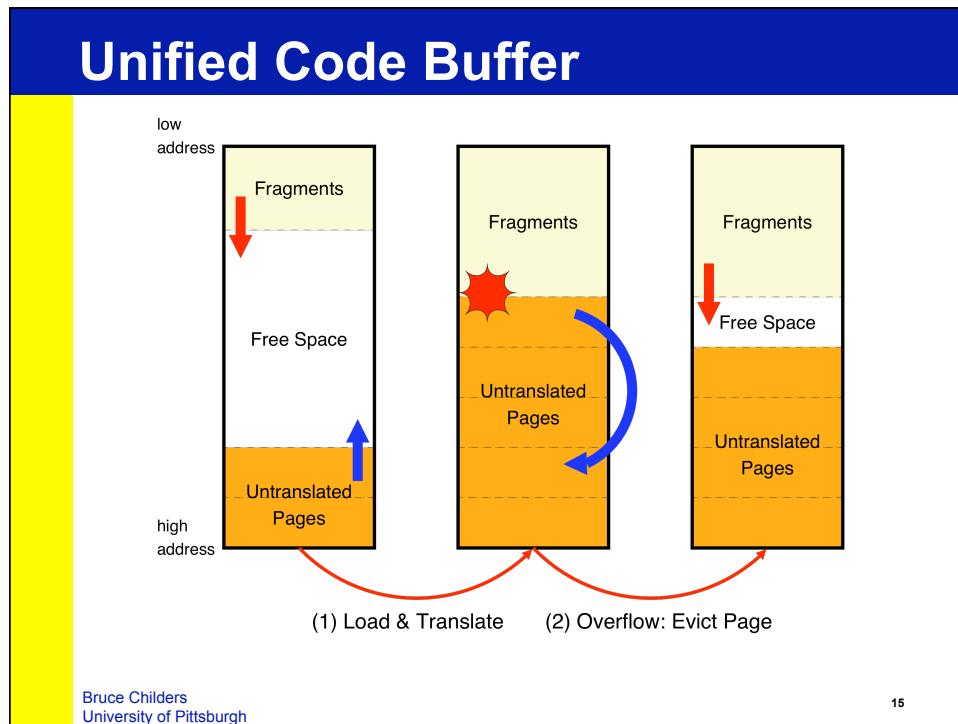 Unified Code Buffer
low
address
Fragments
Free Space
Untranslated
Pages
high
address
Fragments
Untranslated
Pages
Fragments
Free Space
Untranslated
Pages
(1) Load & Translate
(2) Overflow: Evict Page
Bruce Childers
University of Pittsburgh
15